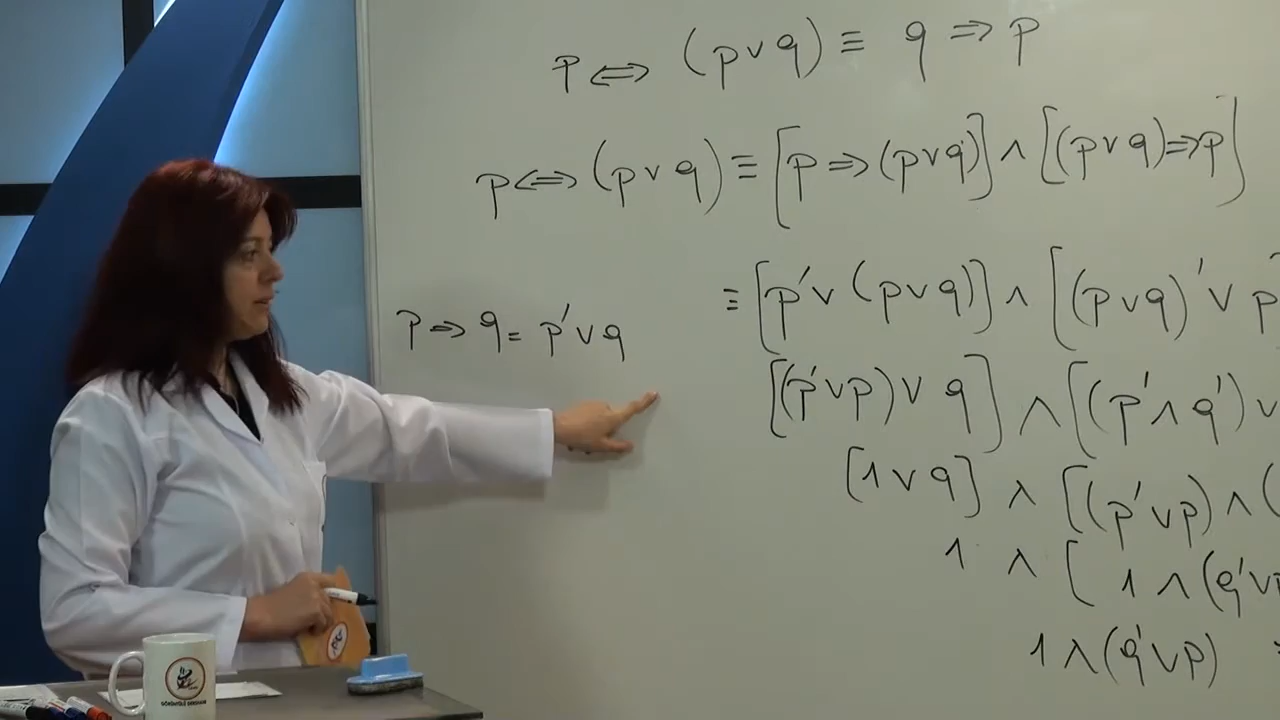 p ⇔ (p ∨ q) ≡ q ⇒ p
p ⇔ (p ∨ q) ≡ [p ⇒ (p ∨ q)] ∧ [(p ∨ q) ⇒ p]
≡ [p′ ∨ (p ∨ q)] ∧ [(p ∨ q)′ ∨ p]
p ⇒ q = p′ ∨ q
[(p′ ∨ p) ∨ q] ∧ [(p′ ∧ q′) ∨
[1 ∨ q] ∧ [(p′ ∨ p) ∧ (
1 ∧ [ 1 ∧ (q′ ∨ p
1 ∧ (q′ ∨ p) ≡